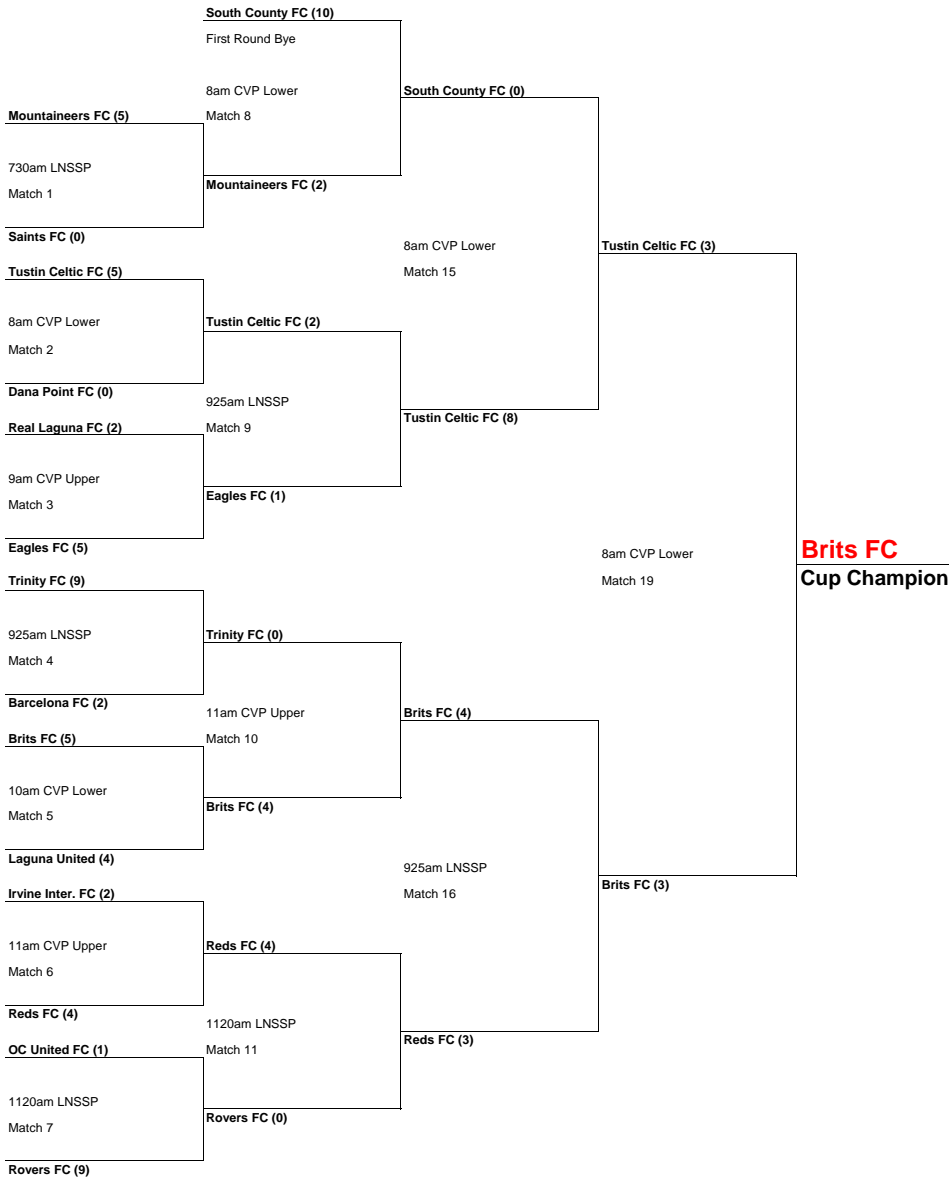 South County FC (10)
First Round Bye
8am CVP Lower
South County FC (0)
Mountaineers FC (5)
Match 8
730am LNSSP
Mountaineers FC (2)
Match 1
Saints FC (0)
8am CVP Lower
Tustin Celtic FC (3)
Tustin Celtic FC (5)
Match 15
8am CVP Lower
Tustin Celtic FC (2)
Match 2
Dana Point FC (0)
925am LNSSP
Tustin Celtic FC (8)
Real Laguna FC (2)
Match 9
9am CVP Upper
Eagles FC (1)
Match 3
Eagles FC (5)
8am CVP Lower
Brits FC
Trinity FC (9)
Match 19
Cup Champion
925am LNSSP
Trinity FC (0)
Match 4
Barcelona FC (2)
11am CVP Upper
Brits FC (4)
Brits FC (5)
Match 10
10am CVP Lower
Brits FC (4)
Match 5
Laguna United (4)
925am LNSSP
Brits FC (3)
Irvine Inter. FC (2)
Match 16
11am CVP Upper
Reds FC (4)
Match 6
Reds FC (4)
1120am LNSSP
Reds FC (3)
OC United FC (1)
Match 11
1120am LNSSP
Rovers FC (0)
Match 7
Rovers FC (9)